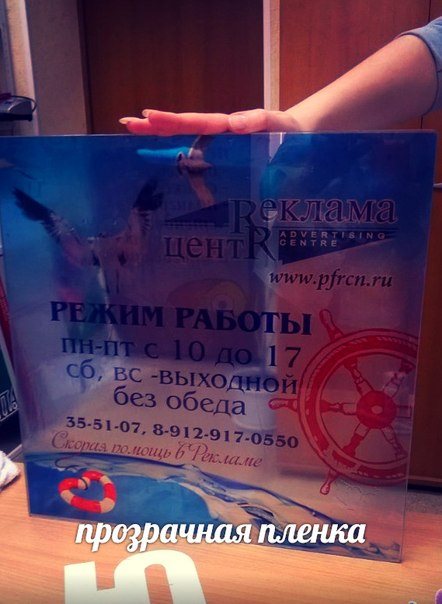 Reклама
центR
ADVERTISING
CENTRE
www.pfrcn.ru
РЕЖИМ РАБОТЫ
пн-пт с 10 до 17
сб, вс -выходной
без обеда
35-51-07, 8-912-917-0550
Скорая помощь в Рекламе
прозрачная пленка
Ю